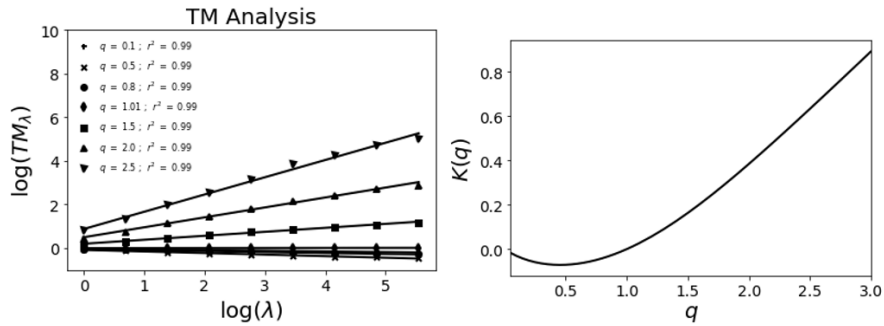 TM Analysis
10
8
6
4
2
0
log(TM_λ)
q = 0.1 ; r² = 0.99
q = 0.5 ; r² = 0.99
q = 0.8 ; r² = 0.99
q = 1.01 ; r² = 0.99
q = 1.5 ; r² = 0.99
q = 2.0 ; r² = 0.99
q = 2.5 ; r² = 0.99
0 1 2 3 4 5
log(λ)
0.8
0.6
0.4
0.2
0.0
K(q)
0.5 1.0 1.5 2.0 2.5 3.0
q